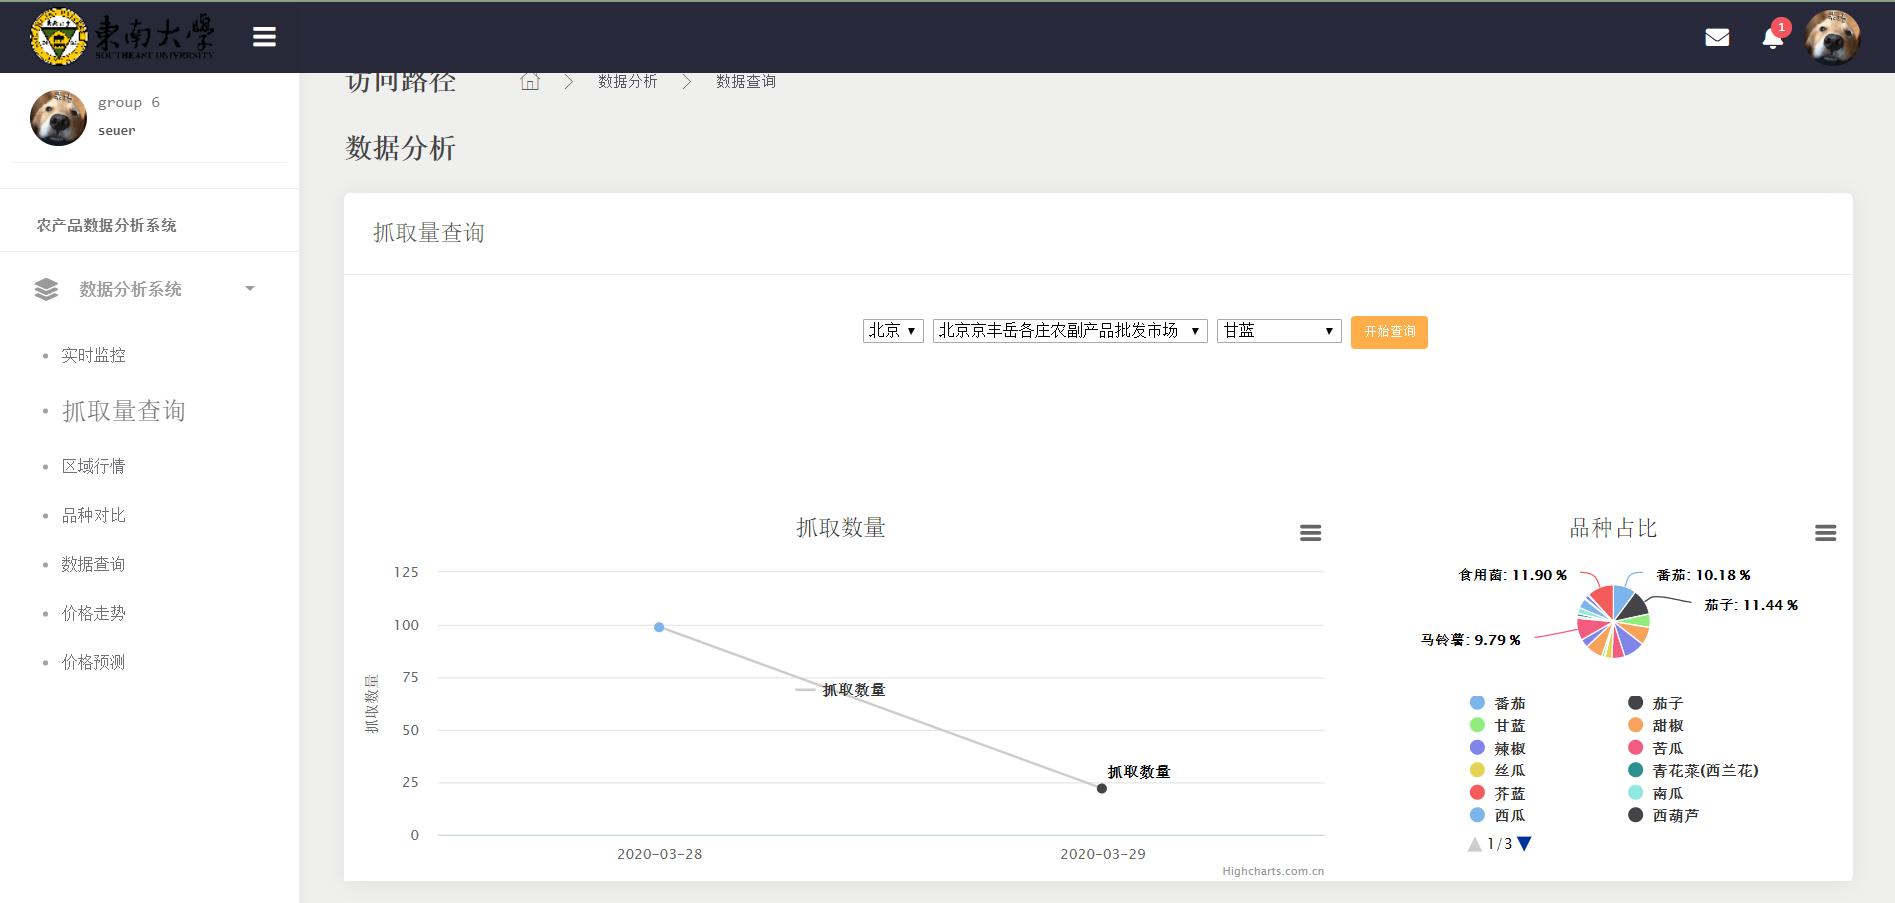 東南大學
SOUTHEAST UNIVERSITY
1
group 6
seuer
农产品数据分析系统
数据分析系统
实时监控
抓取量查询
区域行情
品种对比
数据查询
价格走势
价格预测
访问路径
数据分析
数据查询
数据分析
抓取量查询
北京
北京京丰岳各庄农副产品批发市场
甘蓝
开始查询
抓取数量
125
100
75
50
25
0
抓取数量
抓取数量
抓取数量
2020-03-28
2020-03-29
Highcharts.com.cn
品种占比
食用菌: 11.90 %
番茄: 10.18 %
茄子: 11.44 %
马铃薯: 9.79 %
番茄
茄子
甘蓝
甜椒
辣椒
苦瓜
丝瓜
青花菜(西兰花)
芥蓝
南瓜
西瓜
西葫芦
1/3